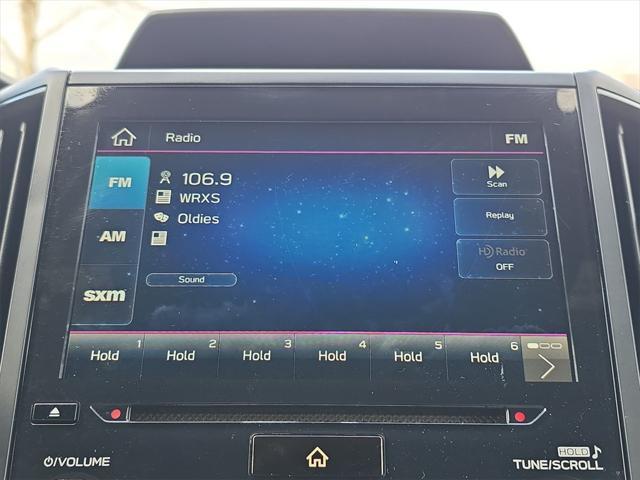 Radio FM
FM 106.9 Scan
WRXS
AM Oldies Replay
HD Radio
OFF
Sound
sxm
1 2 3 4 5 6
Hold Hold Hold Hold Hold Hold
/VOLUME
HOLD
TUNE/SCROLL